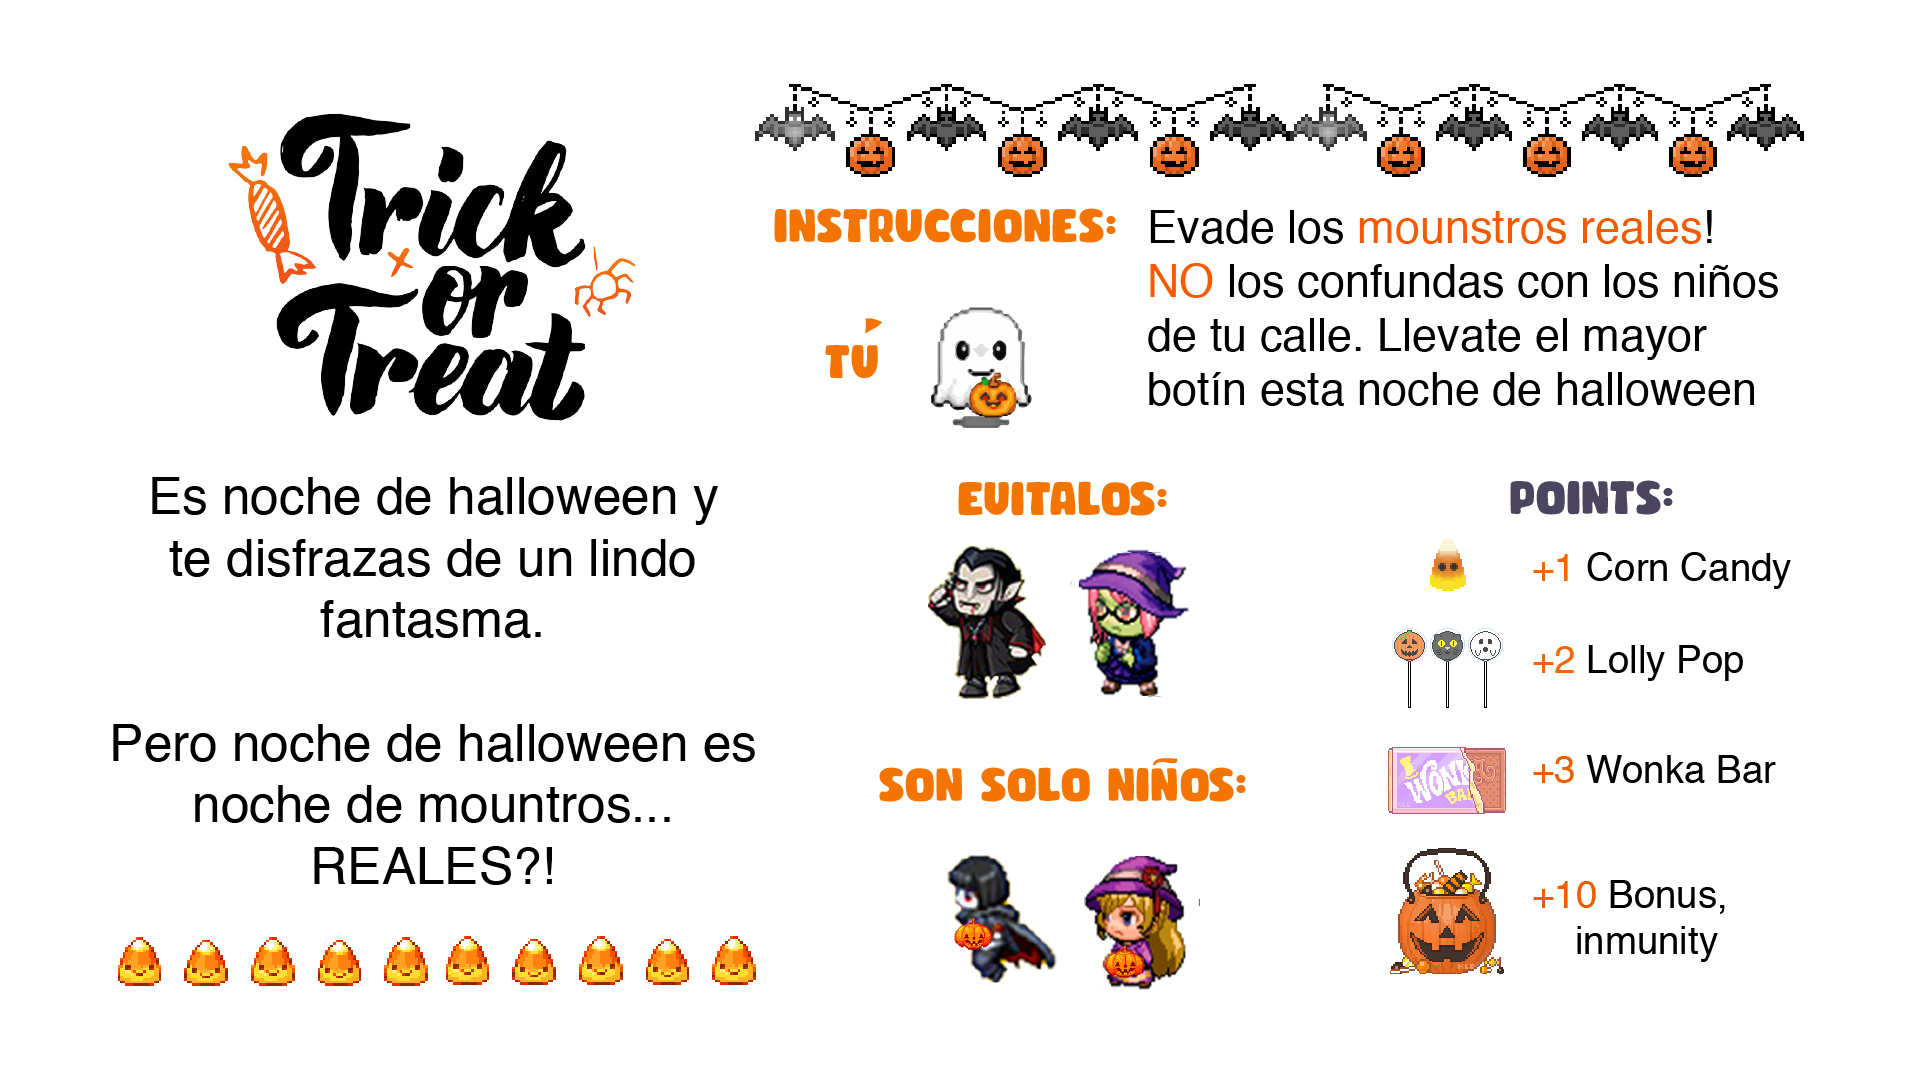 Trick
or
Treat
Es noche de halloween y
te disfrazas de un lindo
fantasma.
Pero noche de halloween es
noche de mountros...
REALES?!
INSTRUCCIONES:
Evade los mounstros reales!
NO los confundas con los niños
de tu calle. Llevate el mayor
botín esta noche de halloween
TÚ
EVITALOS:
SON SOLO NIÑOS:
POINTS:
+1 Corn Candy
+2 Lolly Pop
WONK
BA
+3 Wonka Bar
+10 Bonus,
inmunity